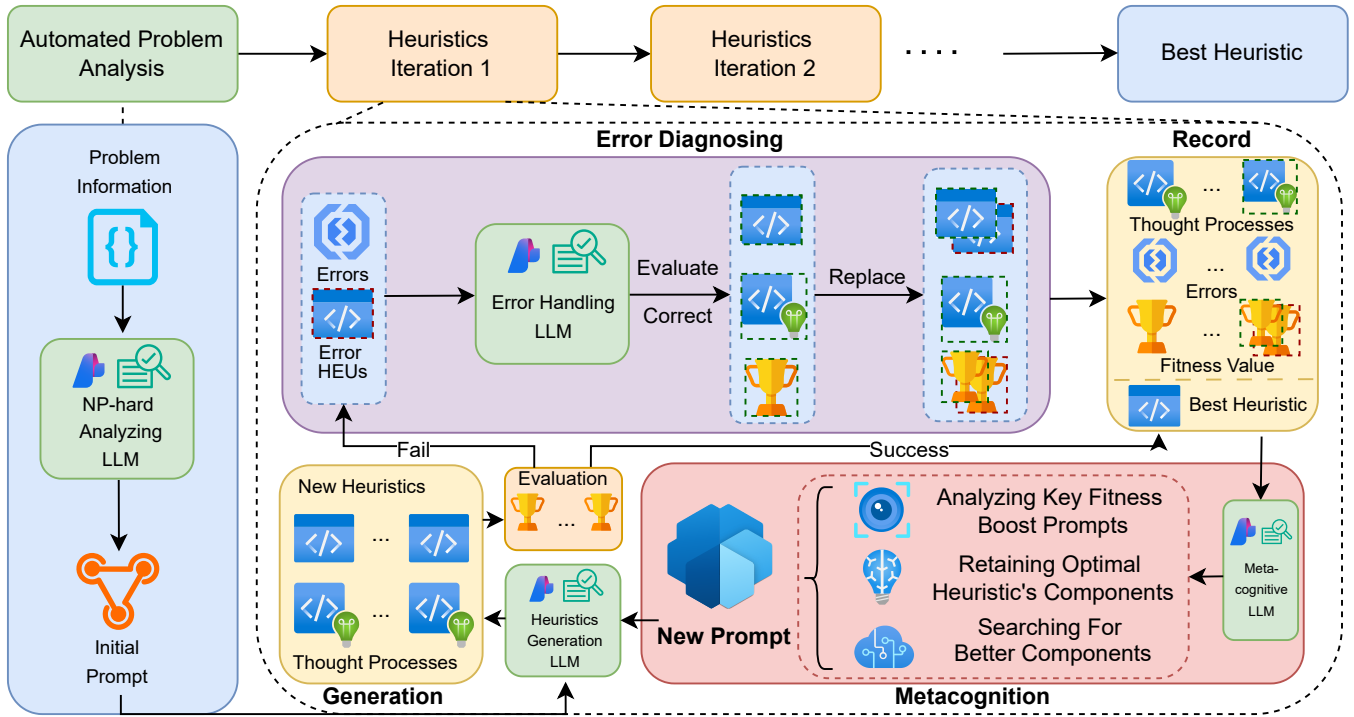 Automated Problem
Analysis
Heuristics
Iteration 1
Heuristics
Iteration 2
. . . .
Best Heuristic
Problem
Information
NP-hard
Analyzing
LLM
Initial
Prompt
Error Diagnosing
Errors
Error
HEUs
Error Handling
LLM
Evaluate
Correct
Replace
Record
...
Thought Processes
...
Errors
...
Fitness Value
Best Heuristic
Fail
Success
New Heuristics
...
...
Thought Processes
Generation
Evaluation
...
Heuristics
Generation
LLM
New Prompt
Analyzing Key Fitness
Boost Prompts
Retaining Optimal
Heuristic's Components
Searching For
Better Components
Meta-
cognitive
LLM
Metacognition